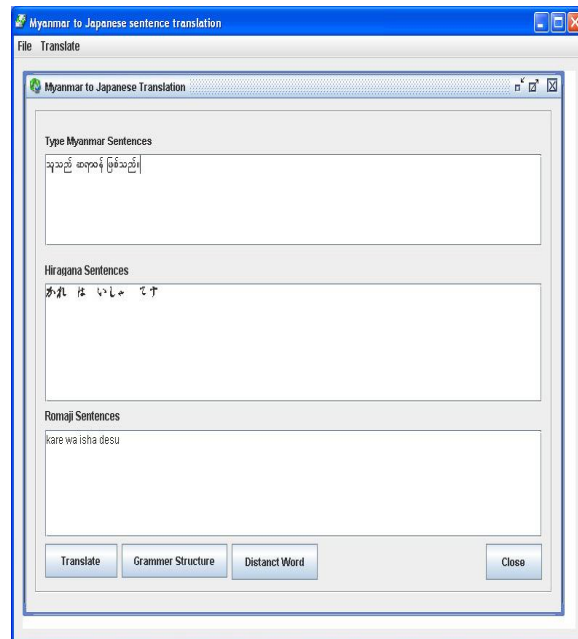 Myanmar to Japanese sentence translation
File Translate
Myanmar to Japanese Translation
Type Myanmar Sentences
သူသည် ဆရာဝန် ဖြစ်သည်။
Hiragana Sentences
かれ は いしゃ です
Romaji Sentences
kare wa isha desu
Translate Grammer Structure Distanct Word Close